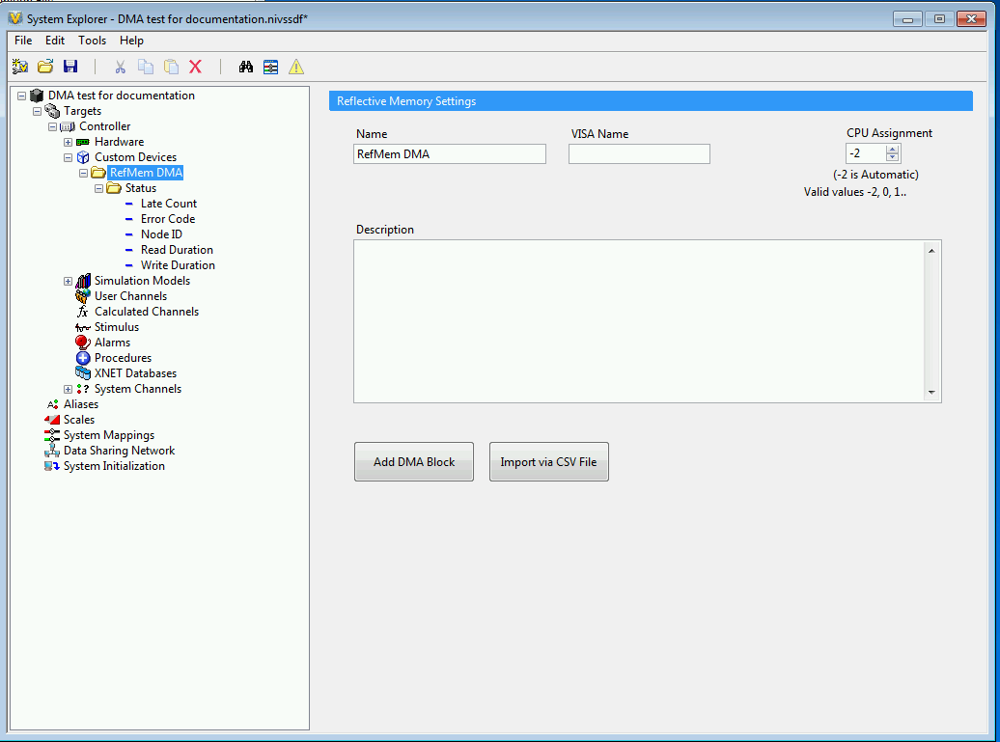 System Explorer - DMA test for documentation.nivssdf*
File Edit Tools Help
DMA test for documentation
Targets
Controller
Hardware
Custom Devices
RefMem DMA
Status
Late Count
Error Code
Node ID
Read Duration
Write Duration
Simulation Models
User Channels
Calculated Channels
Stimulus
Alarms
Procedures
XNET Databases
System Channels
Aliases
Scales
System Mappings
Data Sharing Network
System Initialization
Reflective Memory Settings
Name
RefMem DMA
VISA Name
CPU Assignment
-2
(-2 is Automatic)
Valid values -2, 0, 1..
Description
Add DMA Block
Import via CSV File